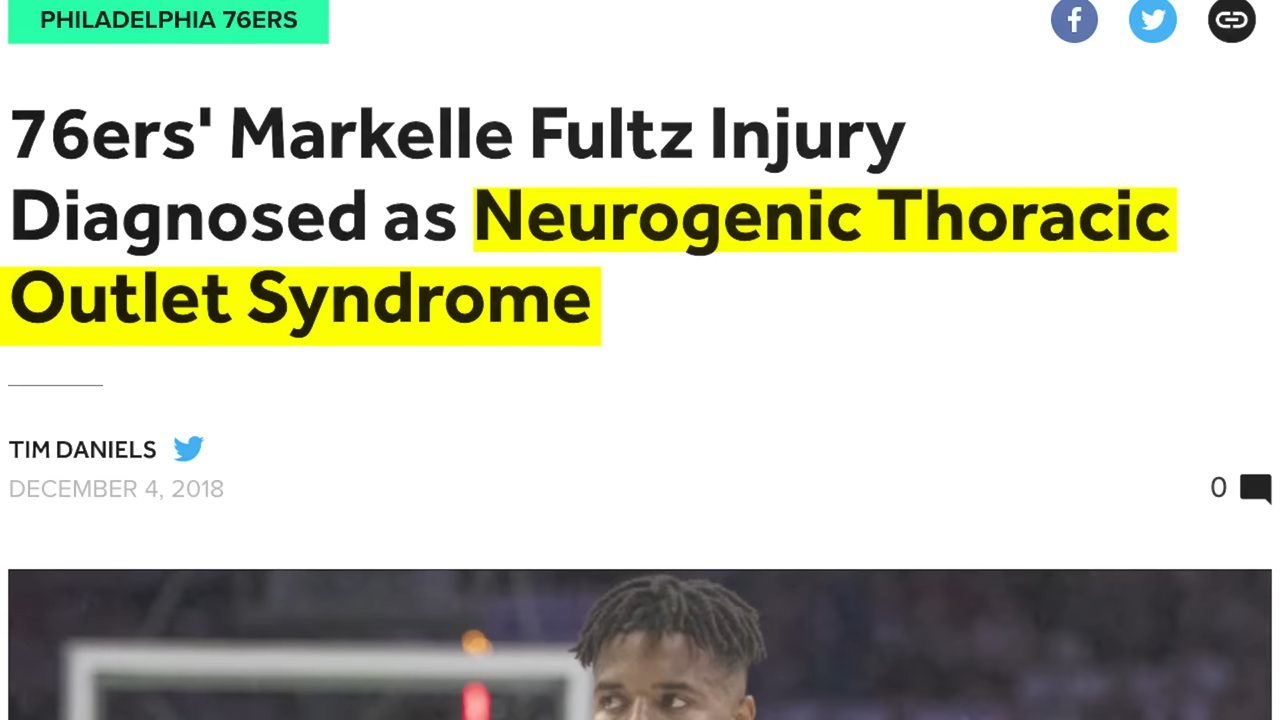 PHILADELPHIA 76ERS
76ers' Markelle Fultz Injury
Diagnosed as Neurogenic Thoracic
Outlet Syndrome
TIM DANIELS
DECEMBER 4, 2018
0